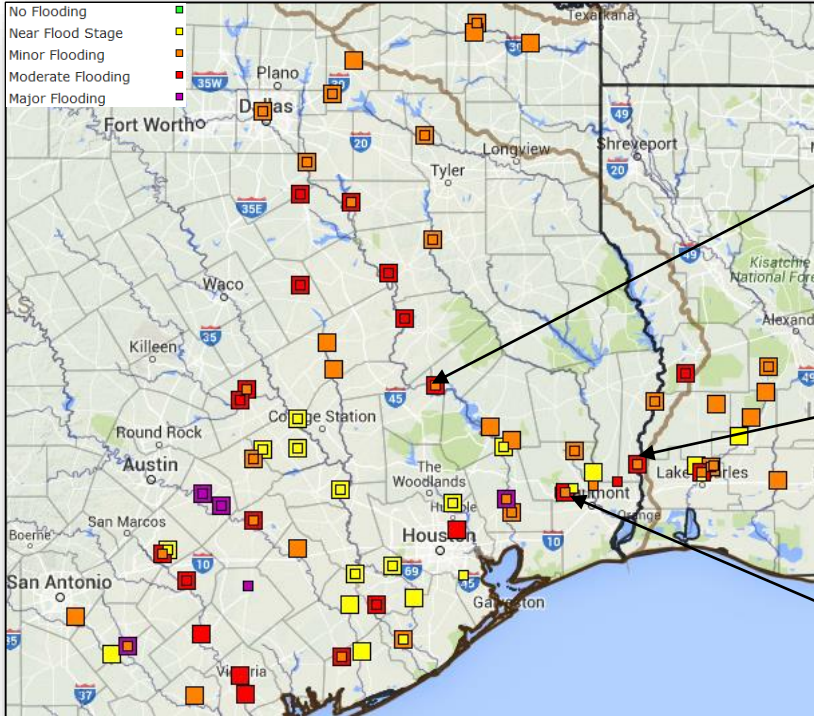 No Flooding
Near Flood Stage
Minor Flooding
Moderate Flooding
Major Flooding
Texarkana
30
35W
Plano
30
Dallas
Fort Worth
49
20
Longview
Shreveport
Tyler
20
35E
49
Kisatchie
National Fore
Waco
Alexand
35
Killeen
45
49
College Station
Round Rock
Austin
The
Woodlands
Lake Charles
Beaumont
San Marcos
Humble
Orange
Boerne
Houston
10
10
San Antonio
69
45
Galveston
35
Victoria
37